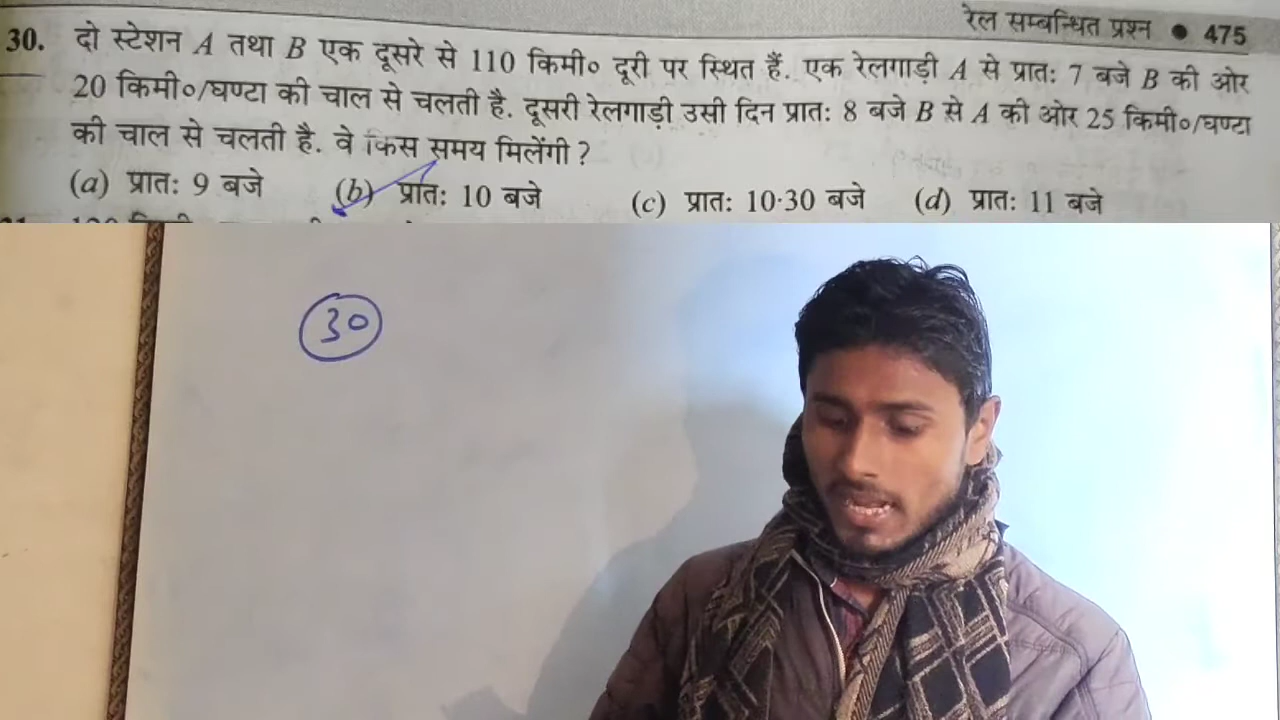 रेल सम्बन्धित प्रश्न ● 475
30. दो स्टेशन A तथा B एक दूसरे से 110 किमी० दूरी पर स्थित हैं. एक रेलगाड़ी A से प्रात: 7 बजे B की ओर
20 किमी०/घण्टा की चाल से चलती है. दूसरी रेलगाड़ी उसी दिन प्रात: 8 बजे B से A की ओर 25 किमी०/घण्टा
की चाल से चलती है. वे किस समय मिलेंगी ?
(a) प्रात: 9 बजे (b) प्रात: 10 बजे (c) प्रात: 10·30 बजे (d) प्रात: 11 बजे
30